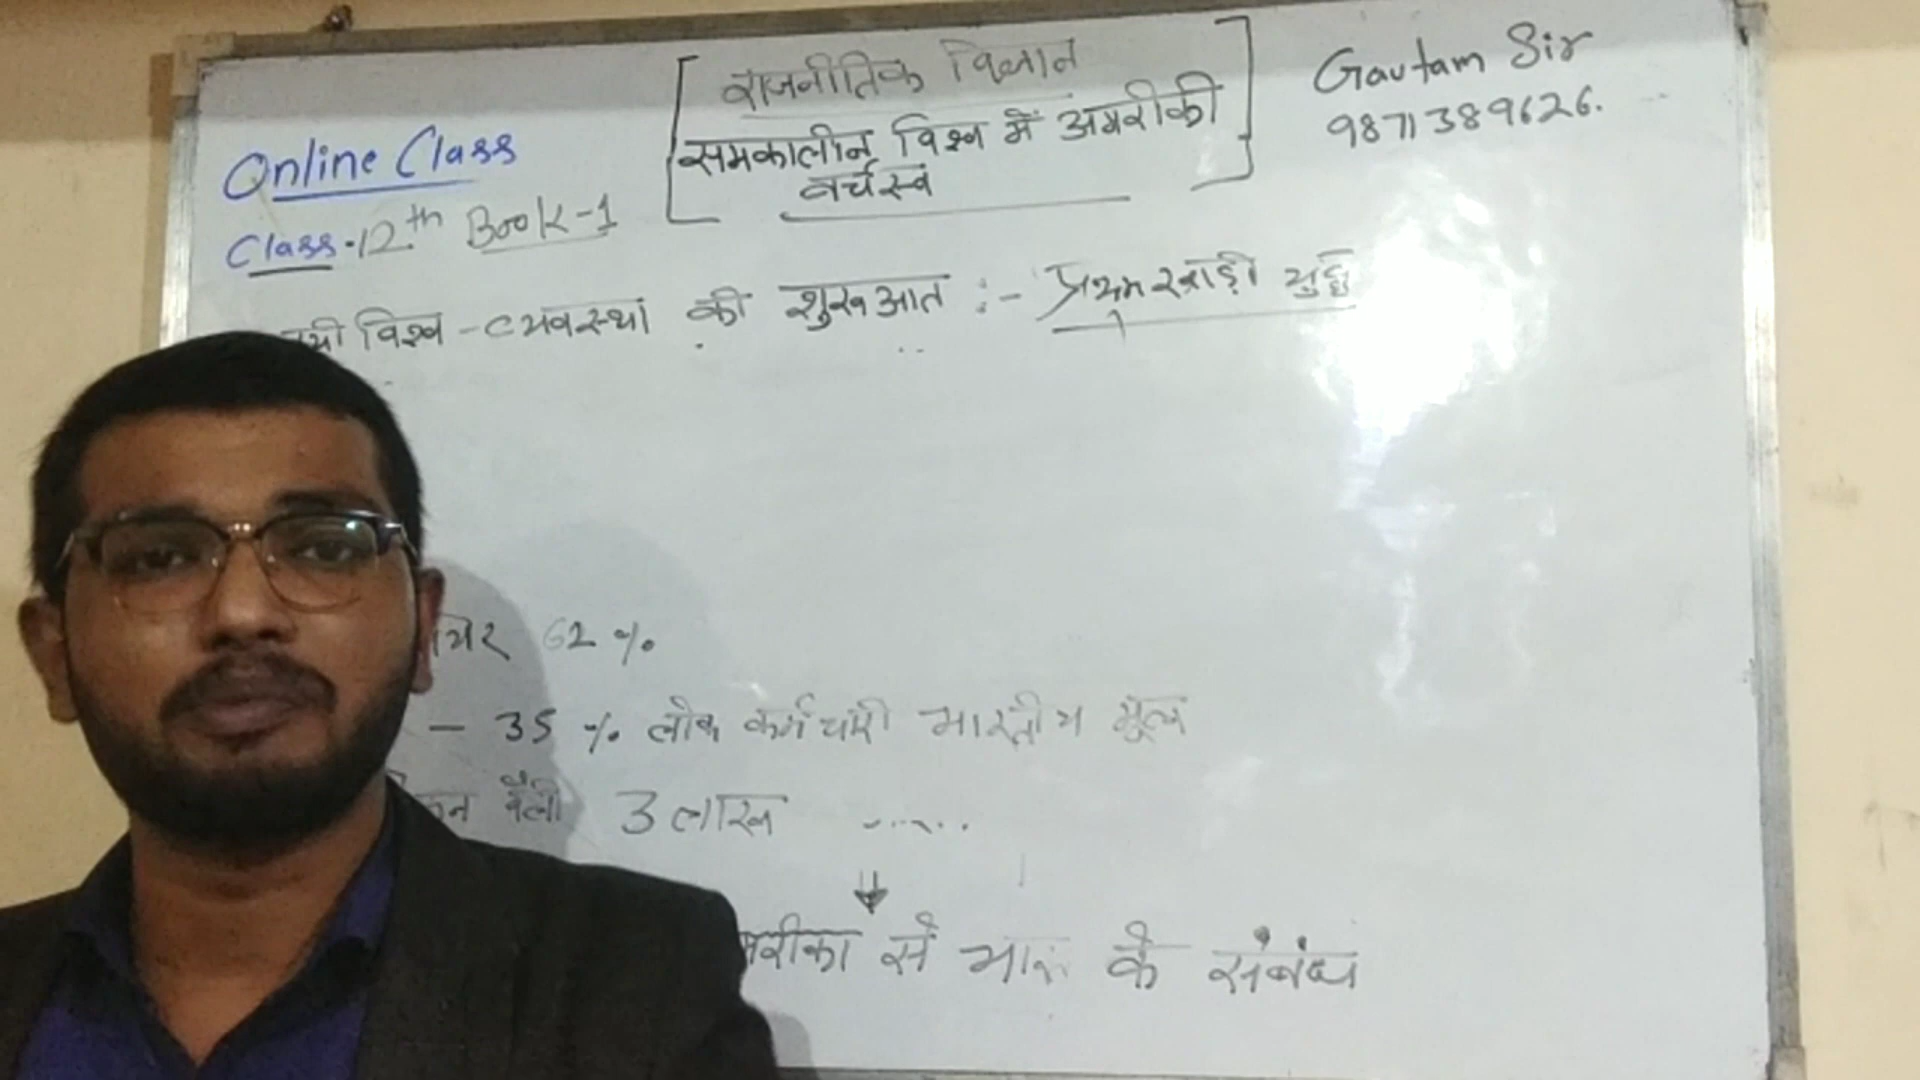 राजनीतिक विज्ञान
समकालीन विश्व में अमरीकी
वर्चस्व
Gautam Sir
9871389626.
Online Class
Class-12th Book-1
विश्व-व्यवस्था की शुरूआत :- प्रथम खाड़ी युद्ध
62 %
- 35 % लोक कर्मचारी भारतीय मूल
वैली 3 लाख .....
मरीका से भार के संबंध